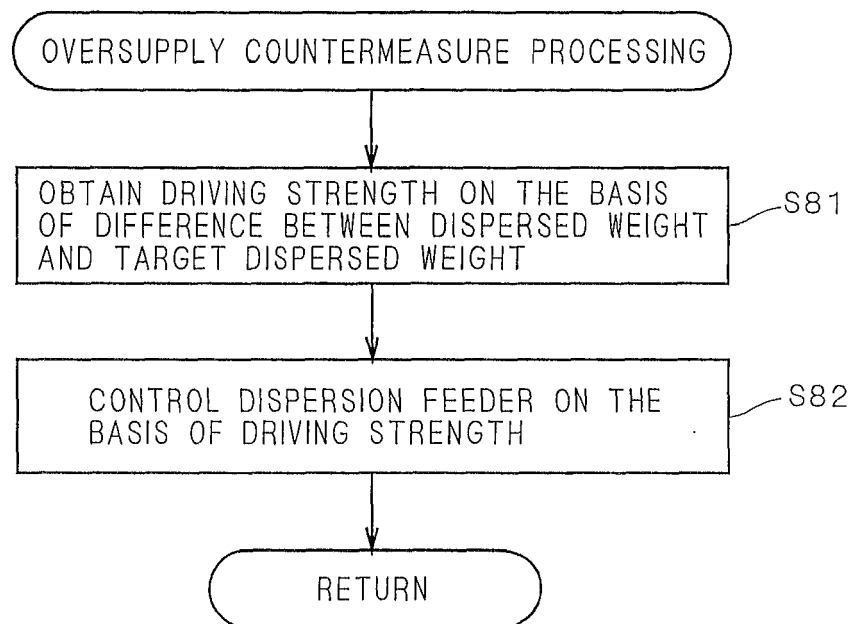 OVERSUPPLY COUNTERMEASURE PROCESSING
OBTAIN DRIVING STRENGTH ON THE BASIS
OF DIFFERENCE BETWEEN DISPERSED WEIGHT
AND TARGET DISPERSED WEIGHT
S81
CONTROL DISPERSION FEEDER ON THE
BASIS OF DRIVING STRENGTH
S82
RETURN